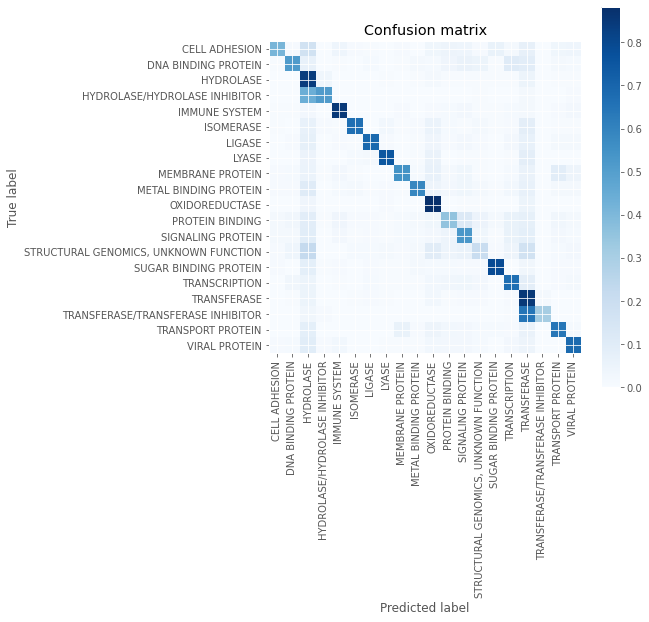 Confusion matrix
True label
CELL ADHESION
DNA BINDING PROTEIN
HYDROLASE
HYDROLASE/HYDROLASE INHIBITOR
IMMUNE SYSTEM
ISOMERASE
LIGASE
LYASE
MEMBRANE PROTEIN
METAL BINDING PROTEIN
OXIDOREDUCTASE
PROTEIN BINDING
SIGNALING PROTEIN
STRUCTURAL GENOMICS, UNKNOWN FUNCTION
SUGAR BINDING PROTEIN
TRANSCRIPTION
TRANSFERASE
TRANSFERASE/TRANSFERASE INHIBITOR
TRANSPORT PROTEIN
VIRAL PROTEIN
CELL ADHESION
DNA BINDING PROTEIN
HYDROLASE
HYDROLASE/HYDROLASE INHIBITOR
IMMUNE SYSTEM
ISOMERASE
LIGASE
LYASE
MEMBRANE PROTEIN
METAL BINDING PROTEIN
OXIDOREDUCTASE
PROTEIN BINDING
SIGNALING PROTEIN
STRUCTURAL GENOMICS, UNKNOWN FUNCTION
SUGAR BINDING PROTEIN
TRANSCRIPTION
TRANSFERASE
TRANSFERASE/TRANSFERASE INHIBITOR
TRANSPORT PROTEIN
VIRAL PROTEIN
Predicted label
0.8
0.7
0.6
0.5
0.4
0.3
0.2
0.1
0.0